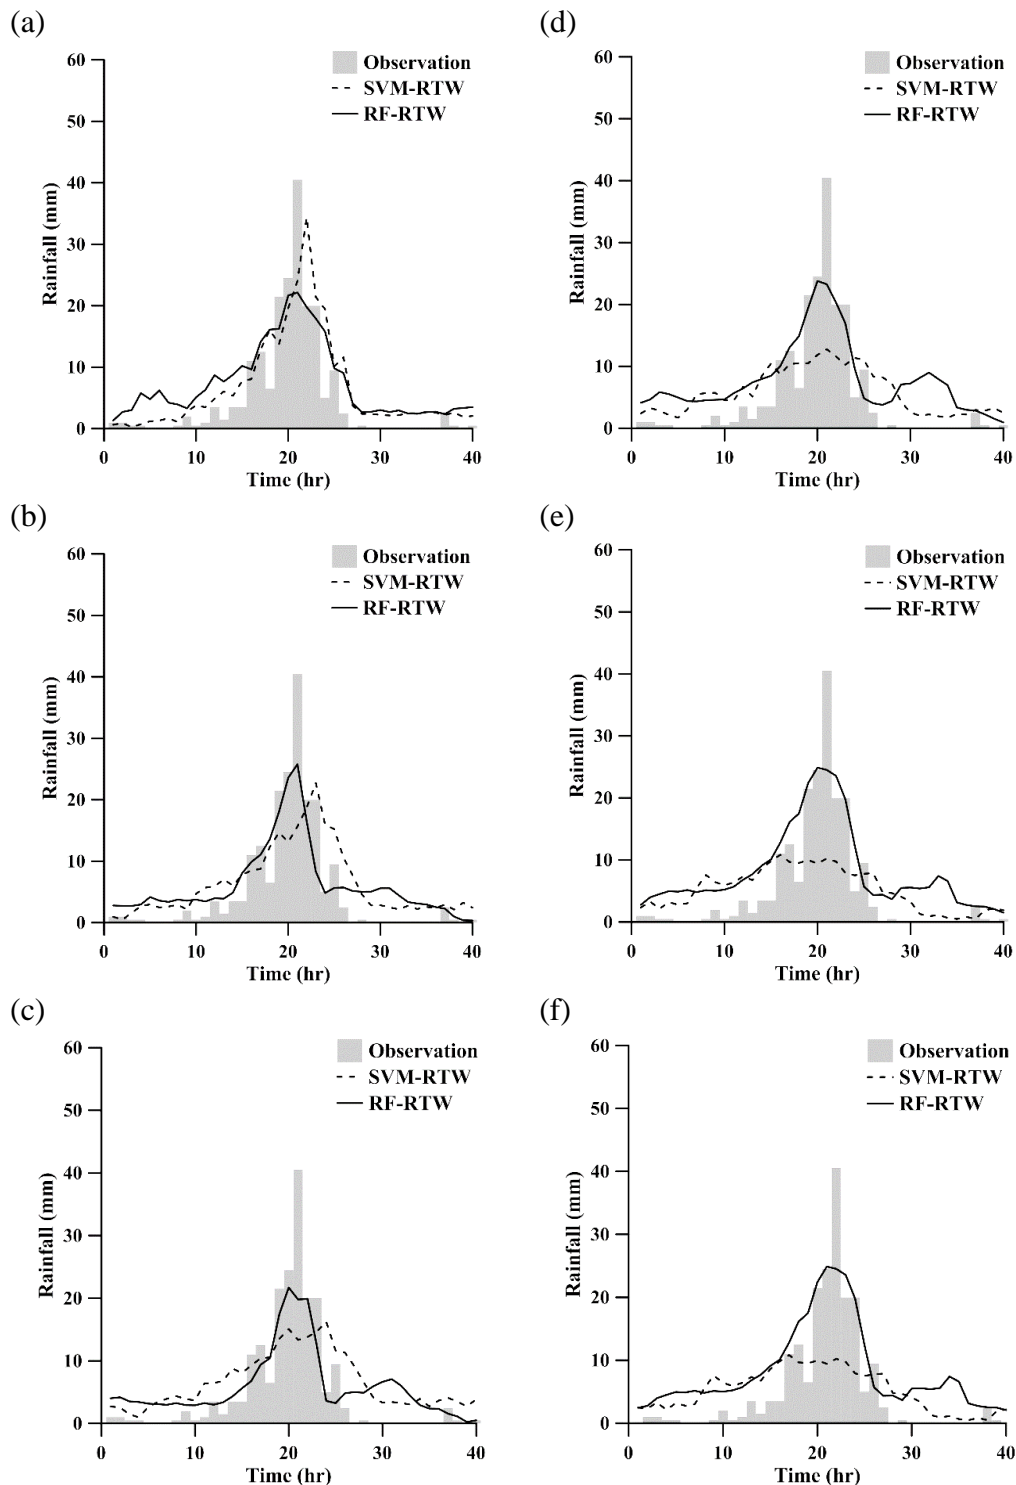 (a)
60
50
40
30
20
10
0
Rainfall (mm)
Observation
SVM-RTW
RF-RTW
0 10 20 30 40
Time (hr)
(d)
60
50
40
30
20
10
0
Rainfall (mm)
Observation
SVM-RTW
RF-RTW
0 10 20 30 40
Time (hr)
(b)
60
50
40
30
20
10
0
Rainfall (mm)
Observation
SVM-RTW
RF-RTW
0 10 20 30 40
Time (hr)
(e)
60
50
40
30
20
10
0
Rainfall (mm)
Observation
SVM-RTW
RF-RTW
0 10 20 30 40
Time (hr)
(c)
60
50
40
30
20
10
0
Rainfall (mm)
Observation
SVM-RTW
RF-RTW
0 10 20 30 40
Time (hr)
(f)
60
50
40
30
20
10
0
Rainfall (mm)
Observation
SVM-RTW
RF-RTW
0 10 20 30 40
Time (hr)